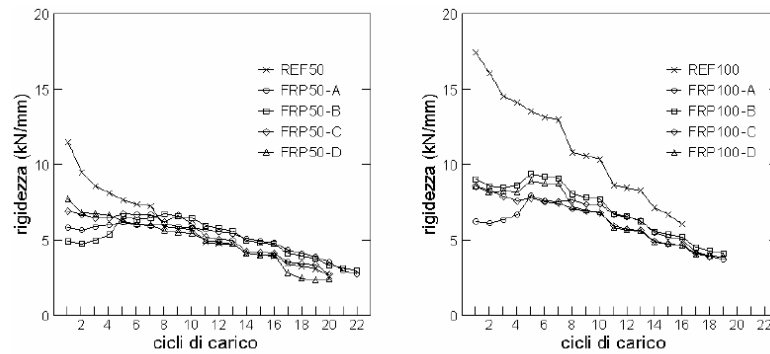 20
15
10
5
0
rigidezza (kN/mm)
REF50
FRP50-A
FRP50-B
FRP50-C
FRP50-D
2 4 6 8 10 12 14 16 18 20 22
cicli di carico
20
15
10
5
0
rigidezza (kN/mm)
REF100
FRP100-A
FRP100-B
FRP100-C
FRP100-D
2 4 6 8 10 12 14 16 18 20 22
cicli di carico